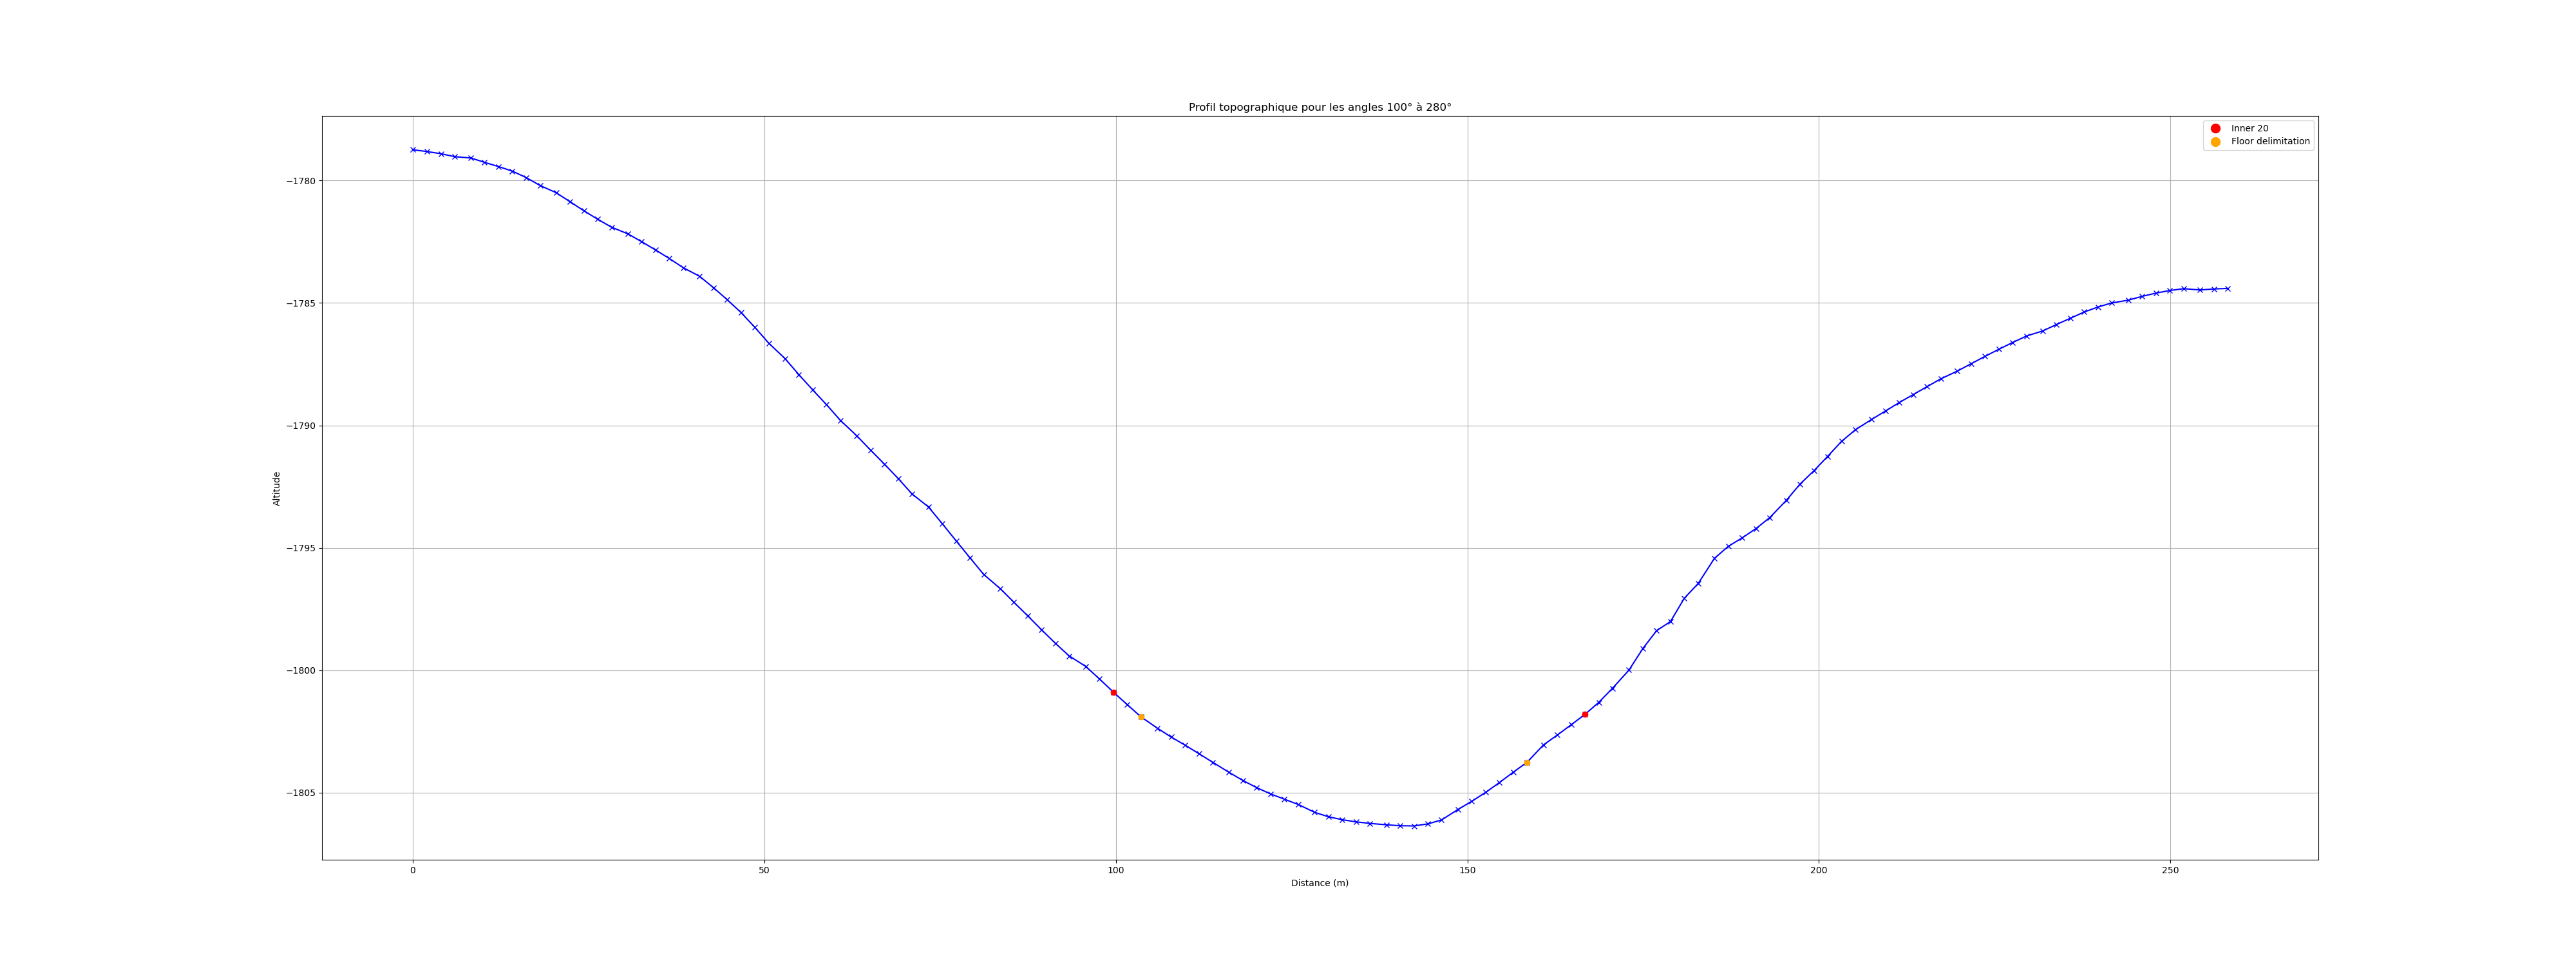 Profil topographique pour les angles 100° à 280°
Inner 20
Floor delimitation
−1780
−1785
−1790
−1795
−1800
−1805
Altitude
0 50 100 150 200 250
Distance (m)